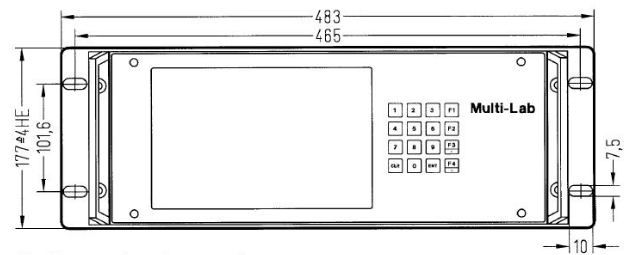 483
465
177≙4HE
101,6
Multi-Lab
1 2 3 F1
4 5 6 F2
7 8 9 F3
CLR 0 ENT F4
7,5
10